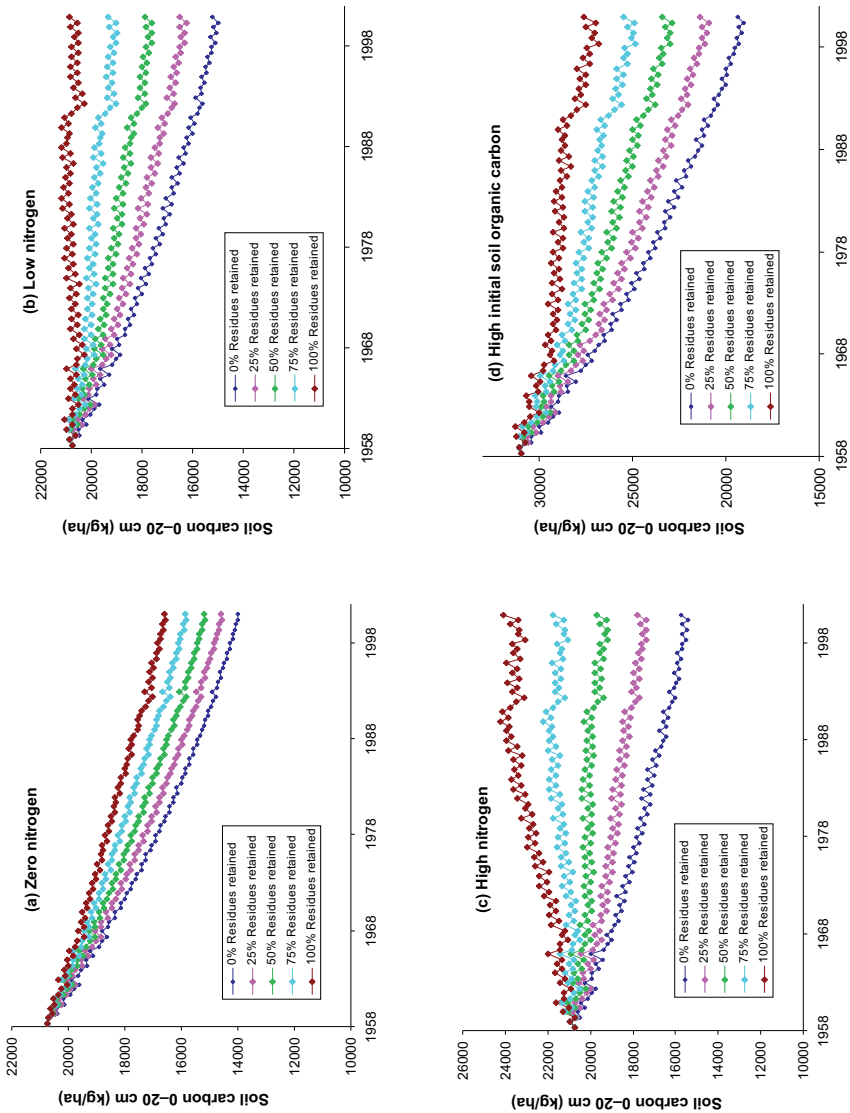 (a) Zero nitrogen
Soil carbon 0–20 cm (kg/ha)
22000
20000
18000
16000
14000
12000
10000
1958
1968
1978
1988
1998
0% Residues retained
25% Residues retained
50% Residues retained
75% Residues retained
100% Residues retained
(b) Low nitrogen
Soil carbon 0–20 cm (kg/ha)
22000
20000
18000
16000
14000
12000
10000
1958
1968
1978
1988
1998
0% Residues retained
25% Residues retained
50% Residues retained
75% Residues retained
100% Residues retained
(c) High nitrogen
Soil carbon 0–20 cm (kg/ha)
26000
24000
22000
20000
18000
16000
14000
12000
10000
1958
1968
1978
1988
1998
0% Residues retained
25% Residues retained
50% Residues retained
75% Residues retained
100% Residues retained
(d) High initial soil organic carbon
Soil carbon 0–20 cm (kg/ha)
30000
25000
20000
15000
1958
1968
1978
1988
1998
0% Residues retained
25% Residues retained
50% Residues retained
75% Residues retained
100% Residues retained